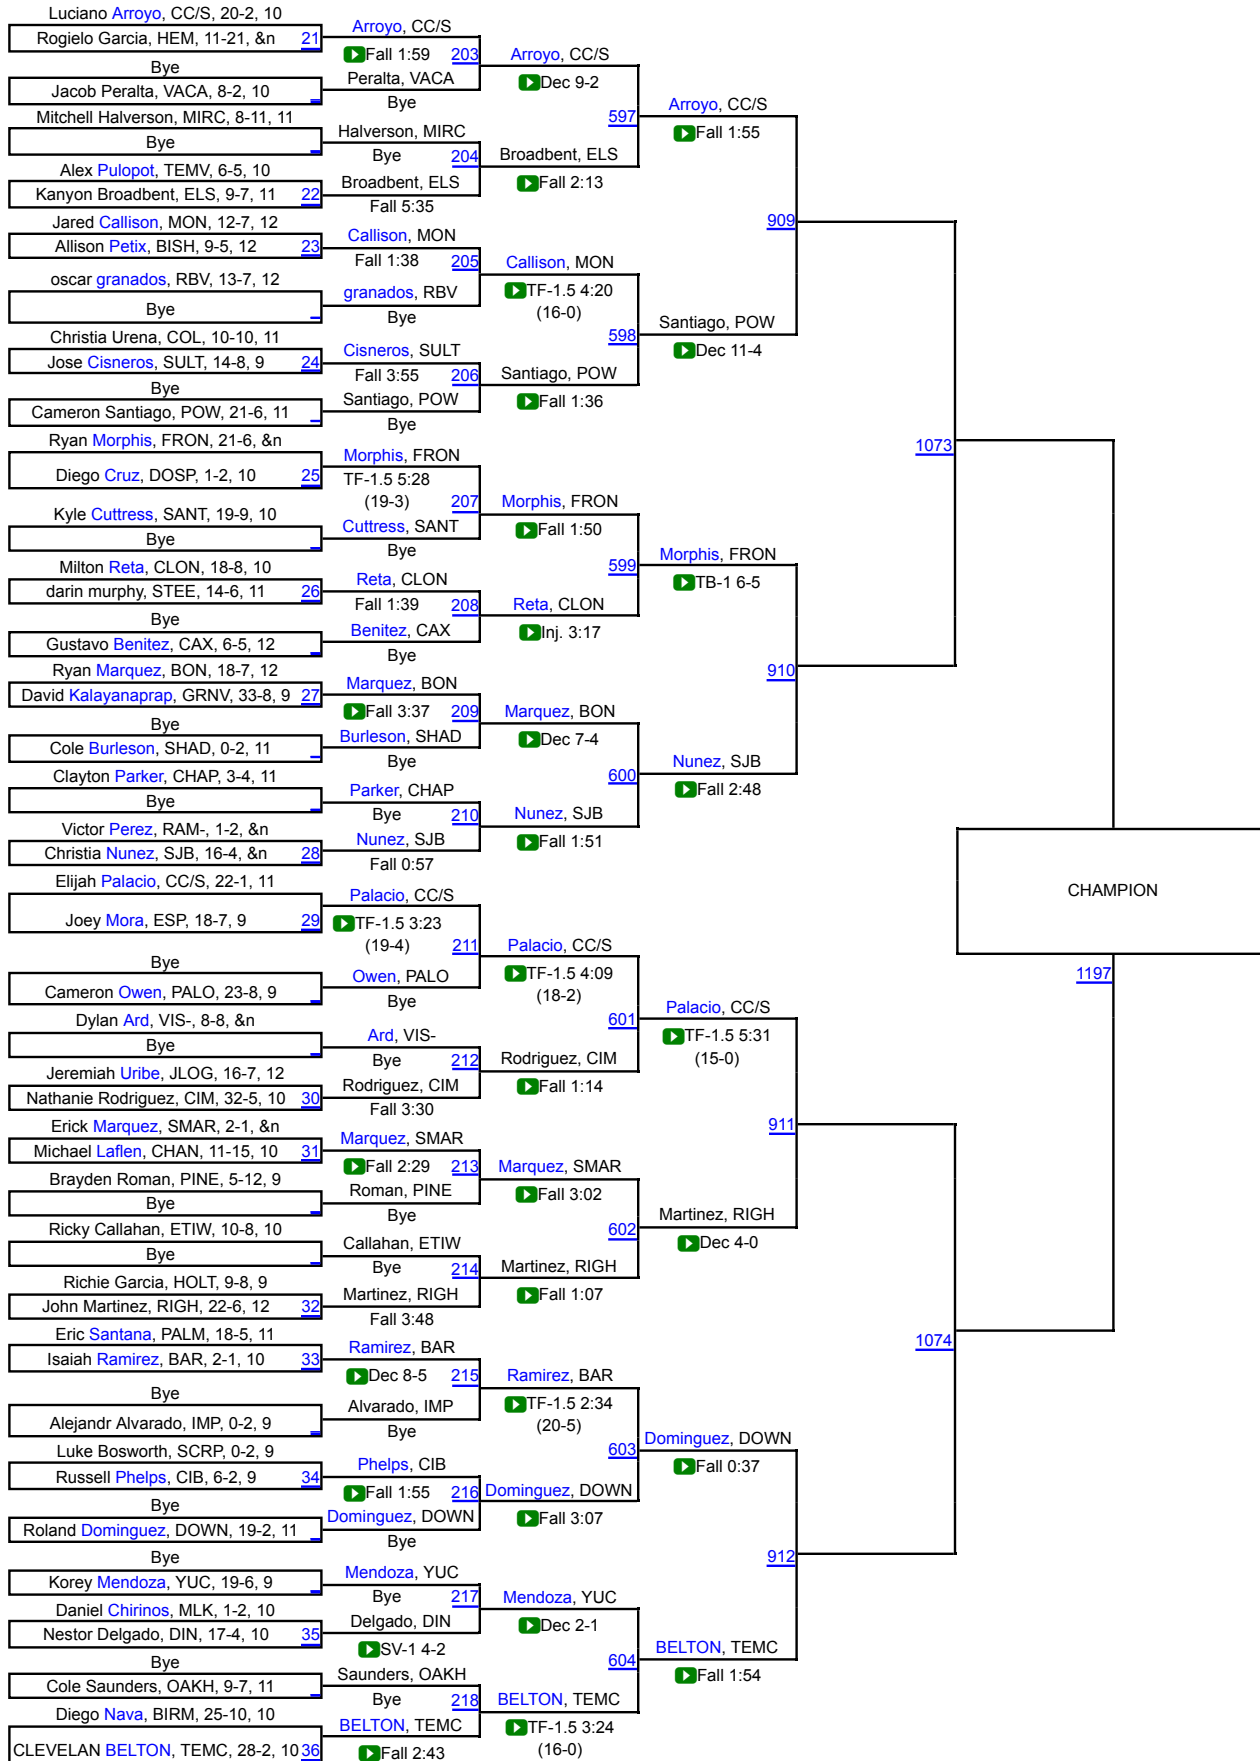 Luciano Arroyo, CC/S, 20-2, 10
Rogielo Garcia, HEM, 11-21, &n 21
Bye
Jacob Peralta, VACA, 8-2, 10
Mitchell Halverson, MIRC, 8-11, 11
Bye
Alex Pulopot, TEMV, 6-5, 10
Kanyon Broadbent, ELS, 9-7, 11 22
Jared Callison, MON, 12-7, 12
Allison Petix, BISH, 9-5, 12 23
oscar granados, RBV, 13-7, 12
Bye
Christia Urena, COL, 10-10, 11
Jose Cisneros, SULT, 14-8, 9 24
Bye
Cameron Santiago, POW, 21-6, 11
Ryan Morphis, FRON, 21-6, &n
Diego Cruz, DOSP, 1-2, 10 25
Kyle Cuttress, SANT, 19-9, 10
Bye
Milton Reta, CLON, 18-8, 10
darin murphy, STEE, 14-6, 11 26
Bye
Gustavo Benitez, CAX, 6-5, 12
Ryan Marquez, BON, 18-7, 12
David Kalayanaprap, GRNV, 33-8, 9 27
Bye
Cole Burleson, SHAD, 0-2, 11
Clayton Parker, CHAP, 3-4, 11
Bye
Victor Perez, RAM-, 1-2, &n
Christia Nunez, SJB, 16-4, &n 28
Elijah Palacio, CC/S, 22-1, 11
Joey Mora, ESP, 18-7, 9 29
Bye
Cameron Owen, PALO, 23-8, 9
Dylan Ard, VIS-, 8-8, &n
Bye
Jeremiah Uribe, JLOG, 16-7, 12
Nathanie Rodriguez, CIM, 32-5, 10 30
Erick Marquez, SMAR, 2-1, &n
Michael Laflen, CHAN, 11-15, 10 31
Brayden Roman, PINE, 5-12, 9
Bye
Ricky Callahan, ETIW, 10-8, 10
Bye
Richie Garcia, HOLT, 9-8, 9
John Martinez, RIGH, 22-6, 12 32
Eric Santana, PALM, 18-5, 11
Isaiah Ramirez, BAR, 2-1, 10 33
Bye
Alejandr Alvarado, IMP, 0-2, 9
Luke Bosworth, SCRP, 0-2, 9
Russell Phelps, CIB, 6-2, 9 34
Bye
Roland Dominguez, DOWN, 19-2, 11
Bye
Korey Mendoza, YUC, 19-6, 9
Daniel Chirinos, MLK, 1-2, 10
Nestor Delgado, DIN, 17-4, 10 35
Bye
Cole Saunders, OAKH, 9-7, 11
Diego Nava, BIRM, 25-10, 10
CLEVELAN BELTON, TEMC, 28-2, 10 36
Arroyo, CC/S
Fall 1:59 203
Peralta, VACA
Bye
Halverson, MIRC
Bye 204
Broadbent, ELS
Fall 5:35
Callison, MON
Fall 1:38 205
granados, RBV
Bye
Cisneros, SULT
Fall 3:55 206
Santiago, POW
Bye
Morphis, FRON
TF-1.5 5:28
(19-3) 207
Cuttress, SANT
Bye
Reta, CLON
Fall 1:39 208
Benitez, CAX
Bye
Marquez, BON
Fall 3:37 209
Burleson, SHAD
Bye
Parker, CHAP
Bye 210
Nunez, SJB
Fall 0:57
Palacio, CC/S
TF-1.5 3:23
(19-4) 211
Owen, PALO
Bye
Ard, VIS-
Bye 212
Rodriguez, CIM
Fall 3:30
Marquez, SMAR
Fall 2:29 213
Roman, PINE
Bye
Callahan, ETIW
Bye 214
Martinez, RIGH
Fall 3:48
Ramirez, BAR
Dec 8-5 215
Alvarado, IMP
Bye
Phelps, CIB
Fall 1:55 216
Dominguez, DOWN
Bye
Mendoza, YUC
Bye 217
Delgado, DIN
SV-1 4-2
Saunders, OAKH
Bye 218
BELTON, TEMC
Fall 2:43
Arroyo, CC/S
Dec 9-2
597
Broadbent, ELS
Fall 2:13
Callison, MON
TF-1.5 4:20
(16-0)
598
Santiago, POW
Fall 1:36
Morphis, FRON
Fall 1:50
599
Reta, CLON
Inj. 3:17
Marquez, BON
Dec 7-4
600
Nunez, SJB
Fall 1:51
Palacio, CC/S
TF-1.5 4:09
(18-2)
601
Rodriguez, CIM
Fall 1:14
Marquez, SMAR
Fall 3:02
602
Martinez, RIGH
Fall 1:07
Ramirez, BAR
TF-1.5 2:34
(20-5)
603
Dominguez, DOWN
Fall 3:07
Mendoza, YUC
Dec 2-1
604
BELTON, TEMC
TF-1.5 3:24
(16-0)
Arroyo, CC/S
Fall 1:55
909
Santiago, POW
Dec 11-4
Morphis, FRON
TB-1 6-5
910
Nunez, SJB
Fall 2:48
Palacio, CC/S
TF-1.5 5:31
(15-0)
911
Martinez, RIGH
Dec 4-0
Dominguez, DOWN
Fall 0:37
912
BELTON, TEMC
Fall 1:54
1073
1074
CHAMPION
1197